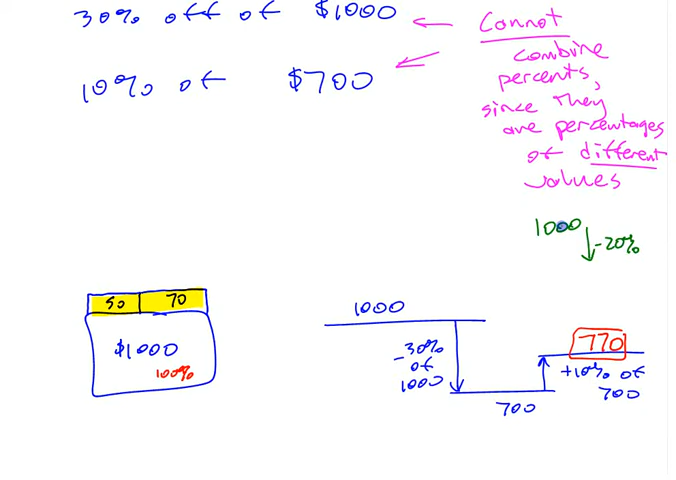 30% off of $1000
10% of $700
Cannot
combine
percents,
since they
are percentages
of different
values
1000
-20%
50 70
$1000
100%
1000
-30%
of
1000
700
770
+10% of
700